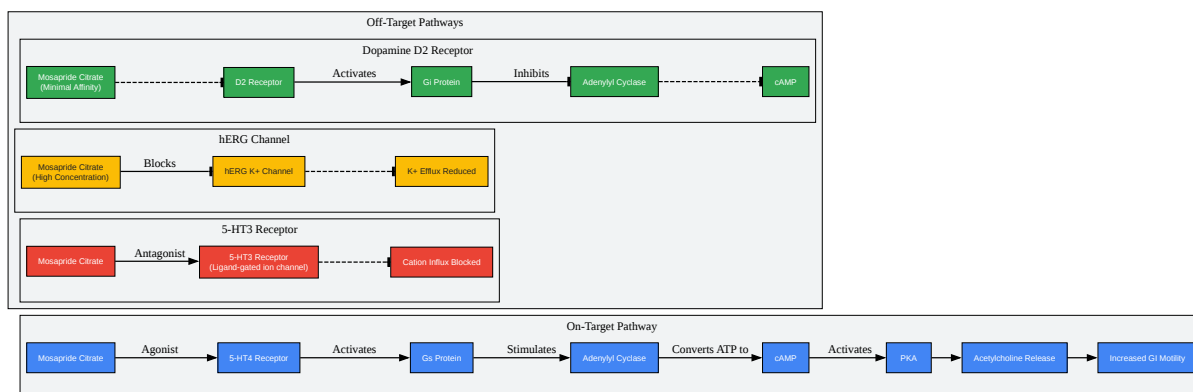 Off-Target Pathways
Dopamine D2 Receptor
Mosapride Citrate
(Minimal Affinity)
D2 Receptor
Activates
Gi Protein
Inhibits
Adenylyl Cyclase
cAMP
hERG Channel
Mosapride Citrate
(High Concentration)
Blocks
hERG K+ Channel
K+ Efflux Reduced
5-HT3 Receptor
Mosapride Citrate
Antagonist
5-HT3 Receptor
(Ligand-gated ion channel)
Cation Influx Blocked
On-Target Pathway
Mosapride Citrate
Agonist
5-HT4 Receptor
Activates
Gs Protein
Stimulates
Adenylyl Cyclase
Converts ATP to
cAMP
Activates
PKA
Acetylcholine Release
Increased GI Motility